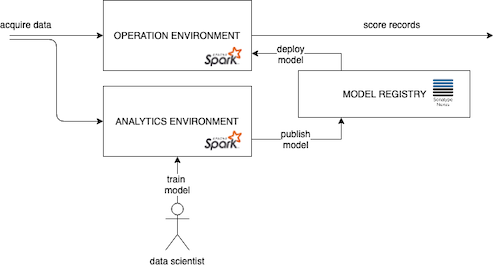 acquire data
score records
OPERATION ENVIRONMENT
APACHE
Spark
deploy
model
MODEL REGISTRY
Sonatype
Nexus
ANALYTICS ENVIRONMENT
APACHE
Spark
publish
model
train
model
data scientist